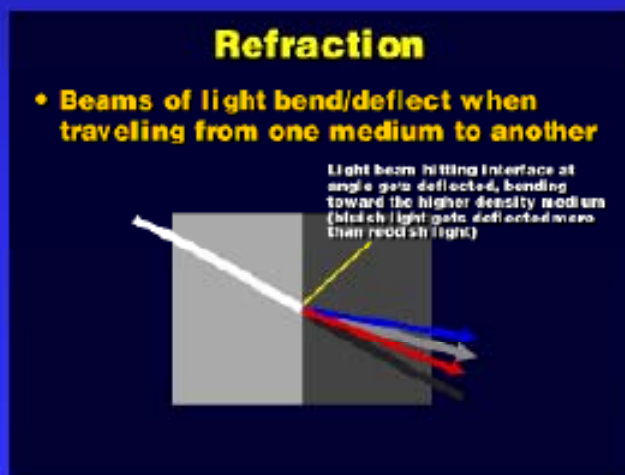 Refraction
• Beams of light bend/deflect when
traveling from one medium to another
Light beam hitting interface at
angle gets deflected, bending
toward the higher density medium
(bluish light gets deflected more
than reddish light)